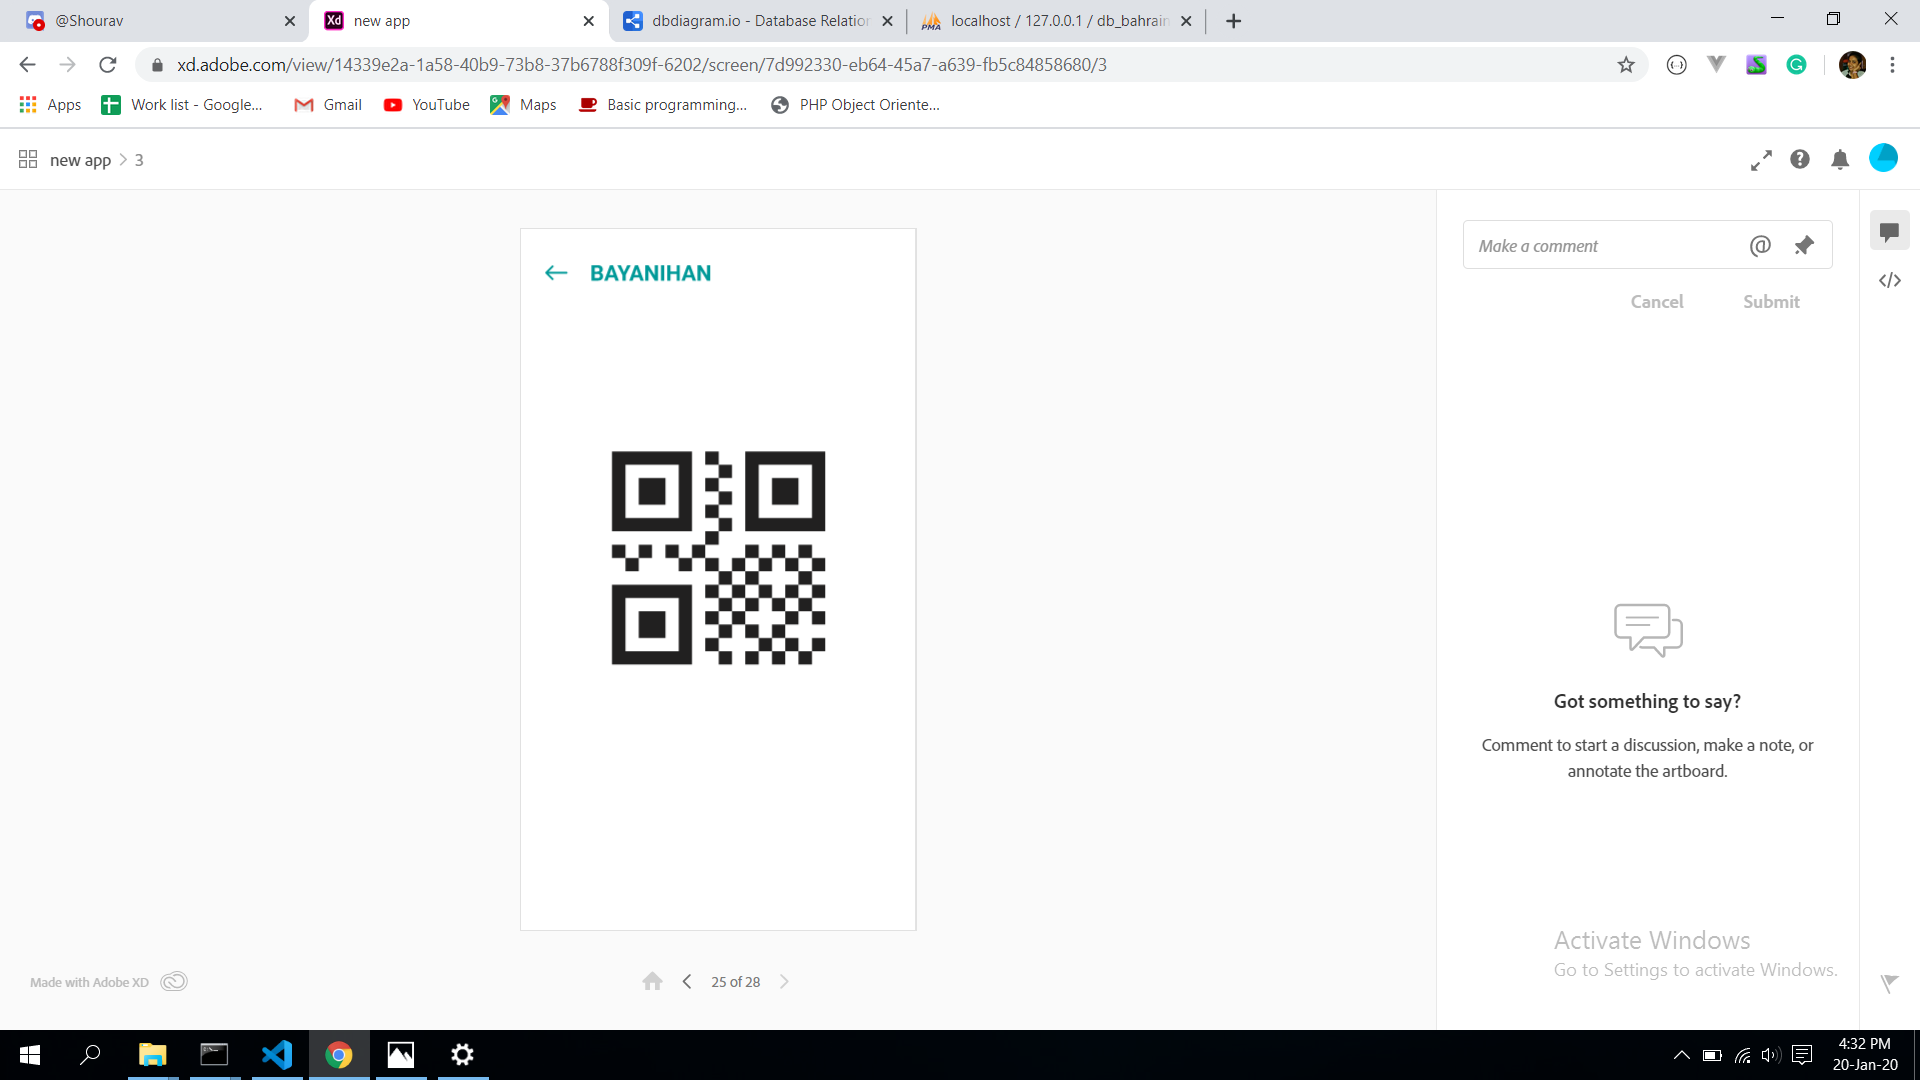 @Shourav
new app
dbdiagram.io - Database Relation
localhost / 127.0.0.1 / db_bahrain
xd.adobe.com/view/14339e2a-1a58-40b9-73b8-37b6788f309f-6202/screen/7d992330-eb64-45a7-a639-fb5c84858680/3
Apps
Work list - Google...
Gmail
YouTube
Maps
Basic programming...
PHP Object Oriente...
new app > 3
BAYANIHAN
Make a comment
Cancel
Submit
Got something to say?
Comment to start a discussion, make a note, or
annotate the artboard.
Activate Windows
Go to Settings to activate Windows.
Made with Adobe XD
25 of 28
4:32 PM
20-Jan-20